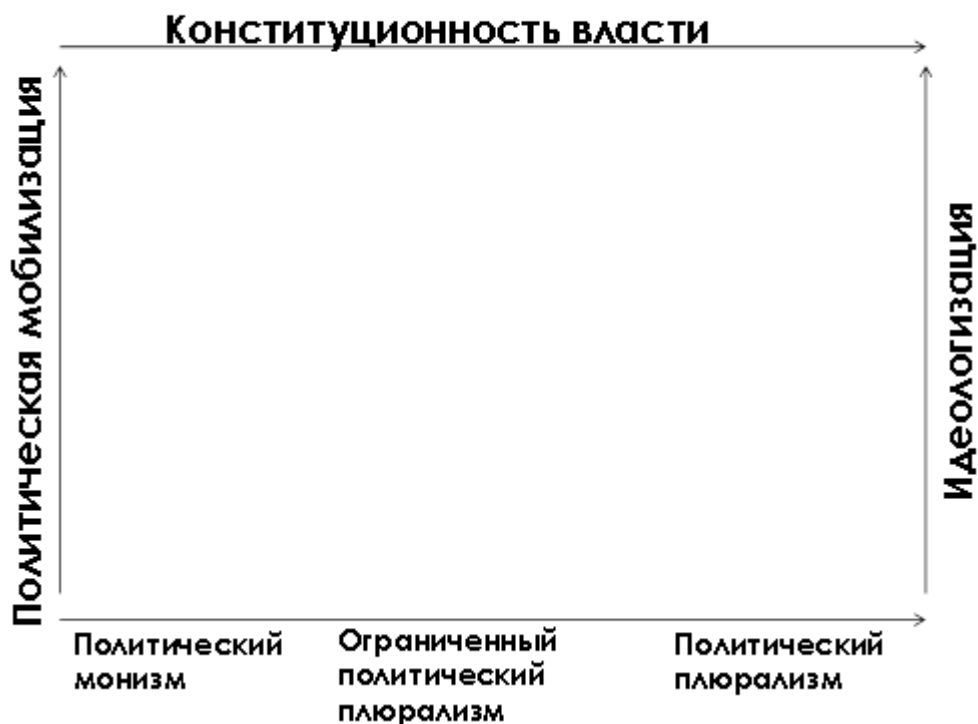 Конституционность власти
Политическая мобилизация
Идеологизация
Политический
монизм
Ограниченный
политический
плюрализм
Политический
плюрализм